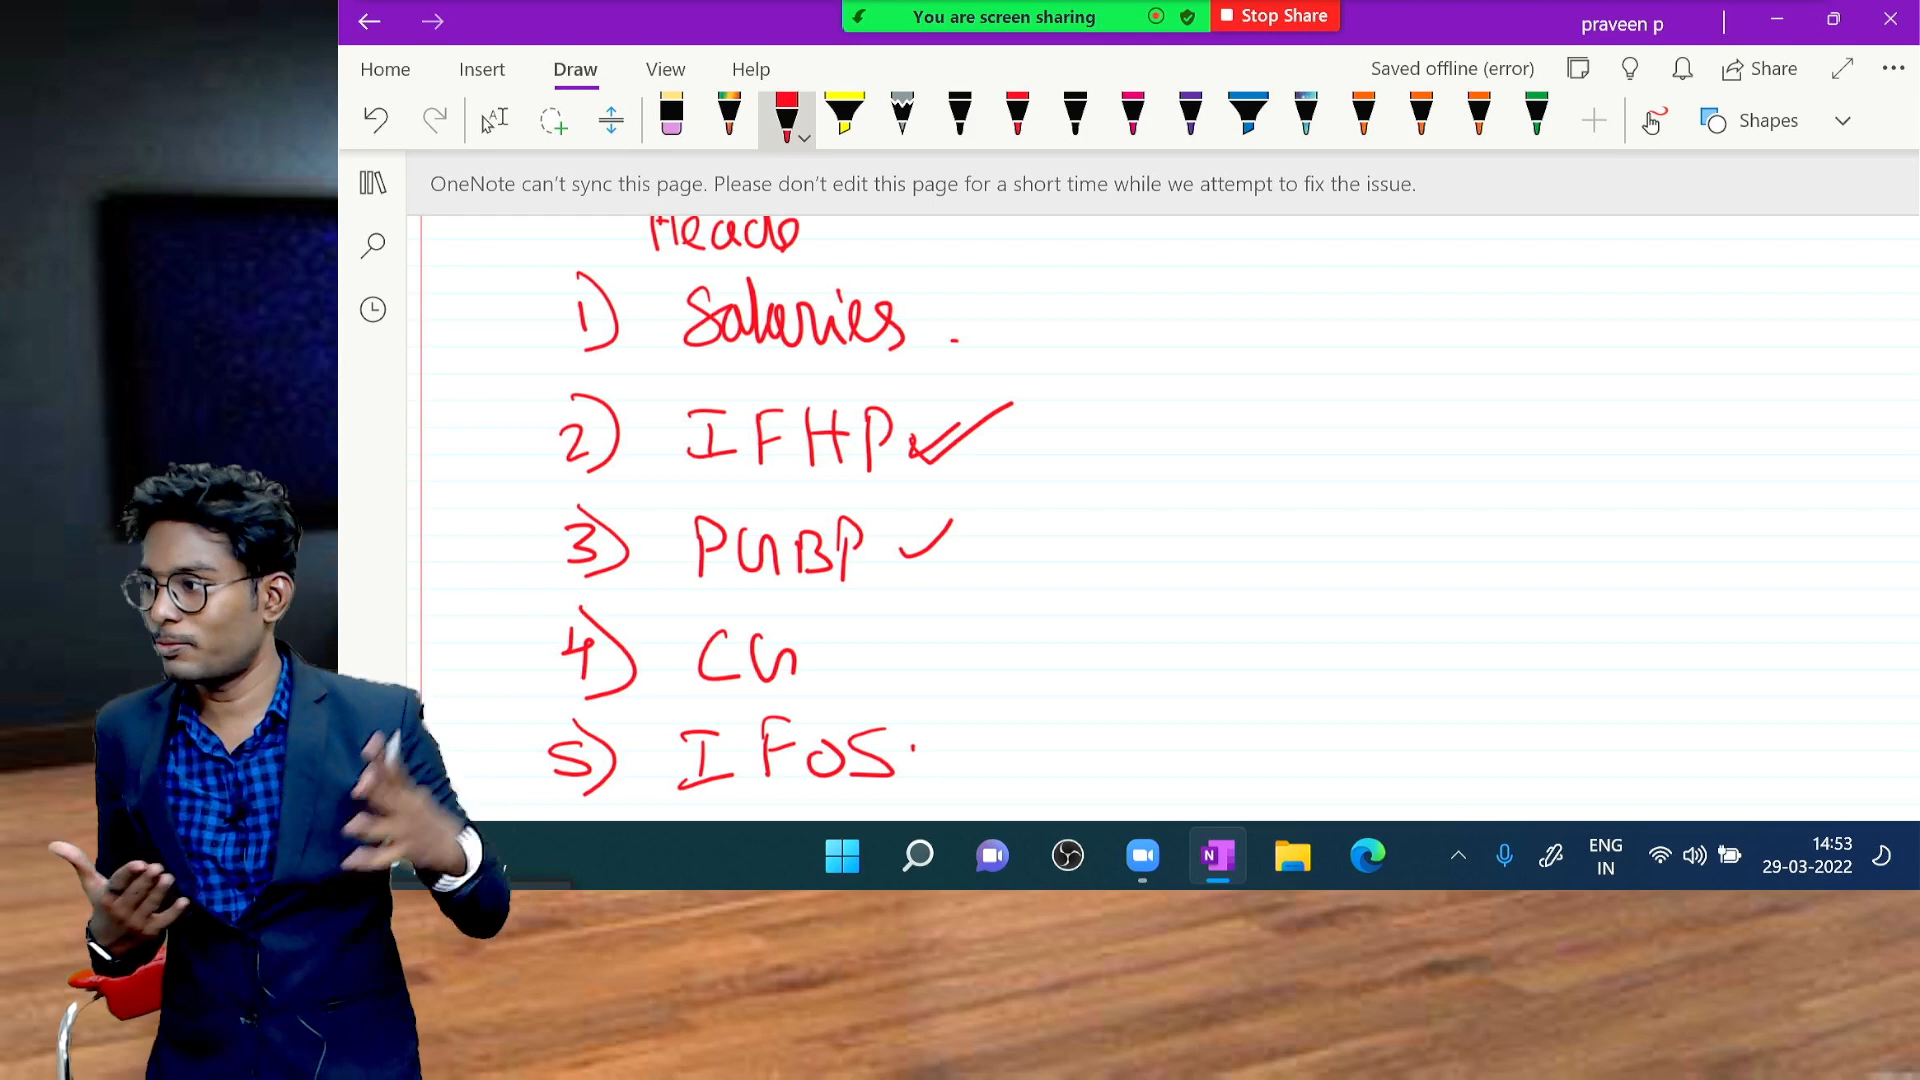 You are screen sharing Stop Share praveen p
Home Insert Draw View Help Saved offline (error) Share
Shapes
OneNote can't sync this page. Please don't edit this page for a short time while we attempt to fix the issue.
Heads
1) Salaries .
2) IFHP
3) PGBP
4) CG
5) IFOS .
ENG
IN
14:53
29-03-2022